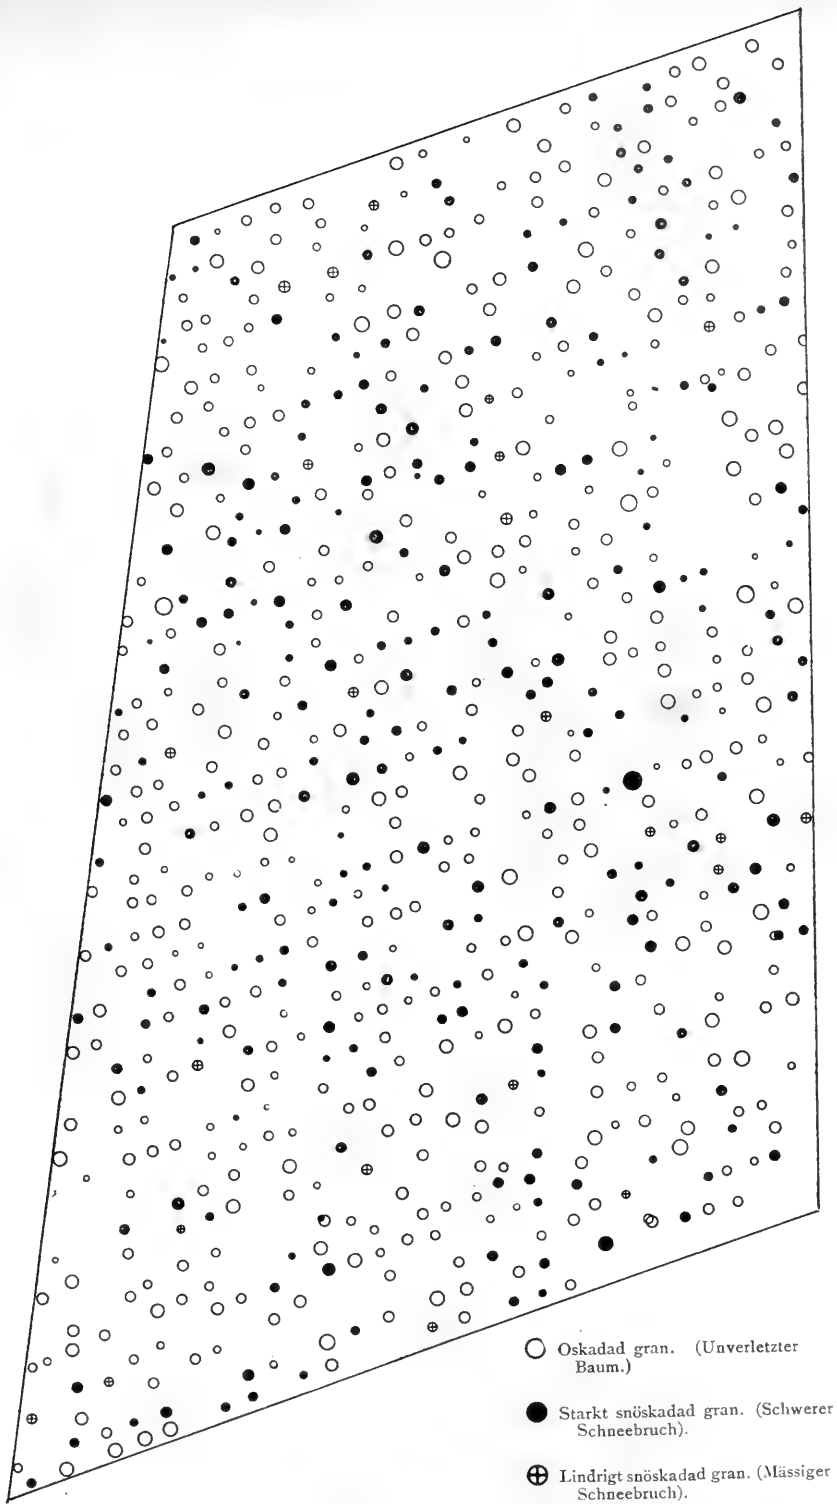 Oskadad gran. (Unverletzter
Baum.)
Starkt snöskadad gran. (Schwerer
Schneebruch).
Lindrigt snöskadad gran. (Mässiger
Schneebruch).